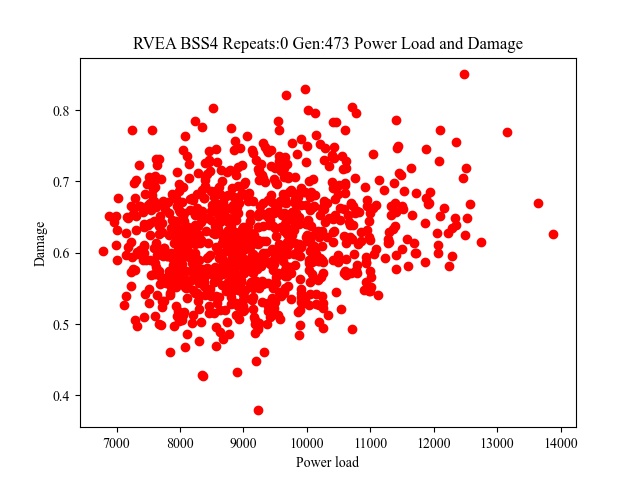 RVEA BSS4 Repeats:0 Gen:473 Power Load and Damage
0.8
0.7
0.6
0.5
0.4
Damage
7000 8000 9000 10000 11000 12000 13000 14000
Power load